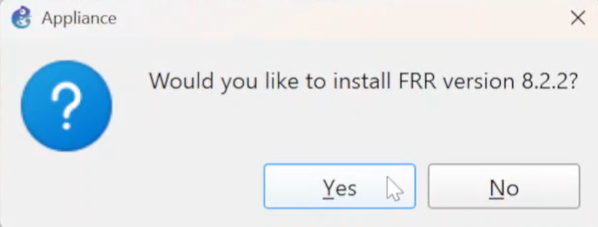 Appliance
Would you like to install FRR version 8.2.2?
Yes
No